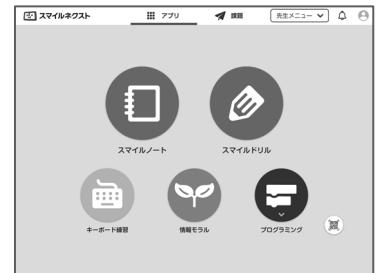 スマイルネクスト アプリ 課題 先生メニュー
スマイルノート スマイルドリル
キーボード練習 情報モラル プログラミング